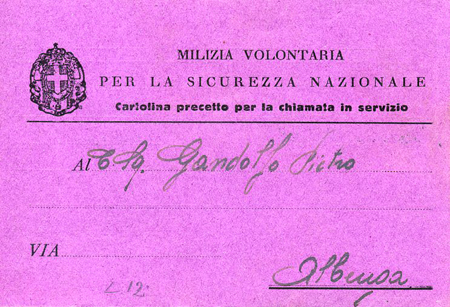 MILIZIA VOLONTARIA
PER LA SICUREZZA NAZIONALE
Cartolina precetto per la chiamata in servizio
Al Gandolfo Pietro
VIA
Albenga
L 12